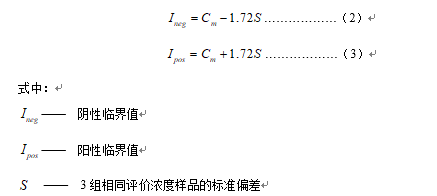 I_neg = C_m − 1.72S ..................（2）
I_pos = C_m + 1.72S ..................（3）
式中：
I_neg —— 阴性临界值
I_pos —— 阳性临界值
S —— 3 组相同评价浓度样品的标准偏差